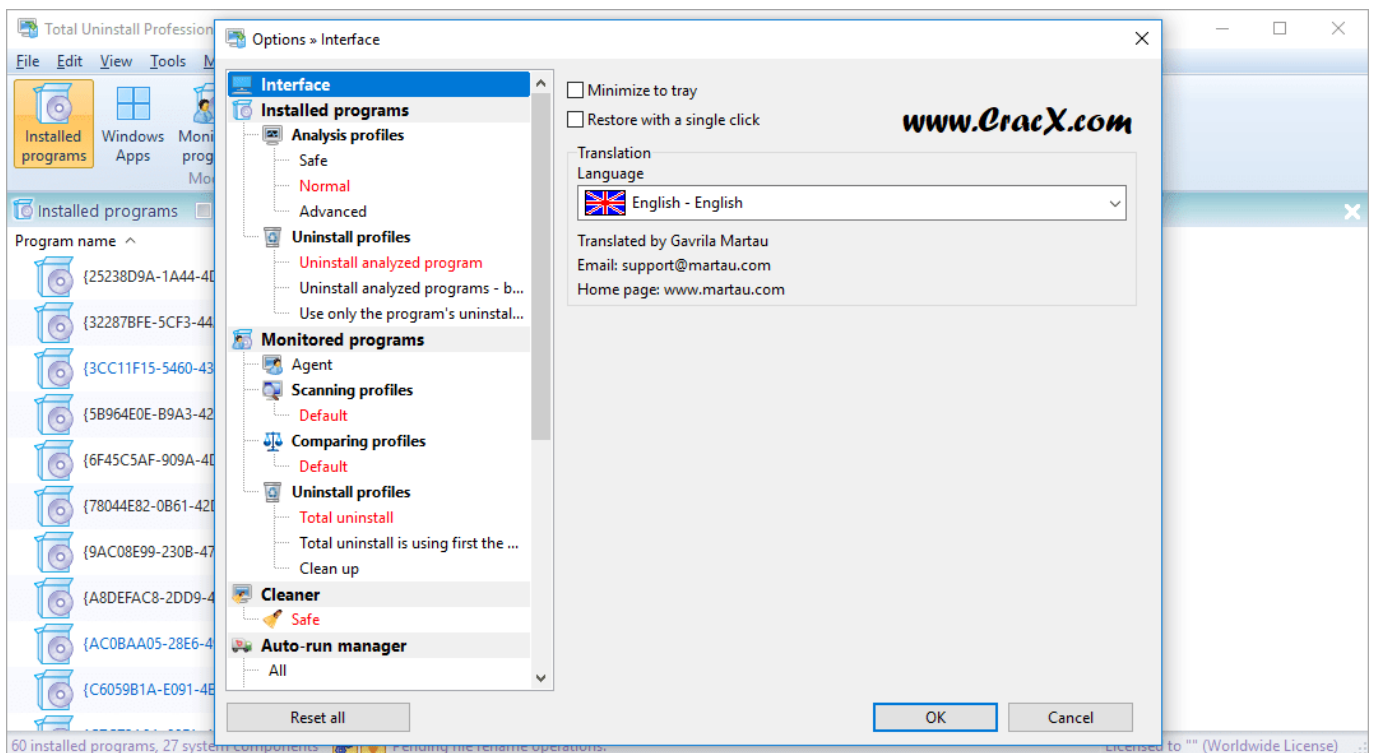 Total Uninstall Profession
File Edit View Tools M
Installed programs
Windows Apps
Moni prog
Mo
Installed programs
Program name
{25238D9A-1A44-4D
{32287BFE-5CF3-44
{3CC11F15-5460-43
{5B964E0E-B9A3-42
{6F45C5AF-909A-4D
{78044E82-0B61-42D
{9AC08E99-230B-47
{A8DEFAC8-2DD9-4
{AC0BAA05-28E6-4
{C6059B1A-E091-4E
60 installed programs, 27 system components
Pending file rename operations.
Licensed to "" (Worldwide License)
Options » Interface
Interface
Installed programs
Analysis profiles
Safe
Normal
Advanced
Uninstall profiles
Uninstall analyzed program
Uninstall analyzed programs - b...
Use only the program's uninstal...
Monitored programs
Agent
Scanning profiles
Default
Comparing profiles
Default
Uninstall profiles
Total uninstall
Total uninstall is using first the ...
Clean up
Cleaner
Safe
Auto-run manager
All
Minimize to tray
Restore with a single click
www.CracX.com
Translation
Language
English - English
Translated by Gavrila Martau
Email: support@martau.com
Home page: www.martau.com
Reset all
OK
Cancel